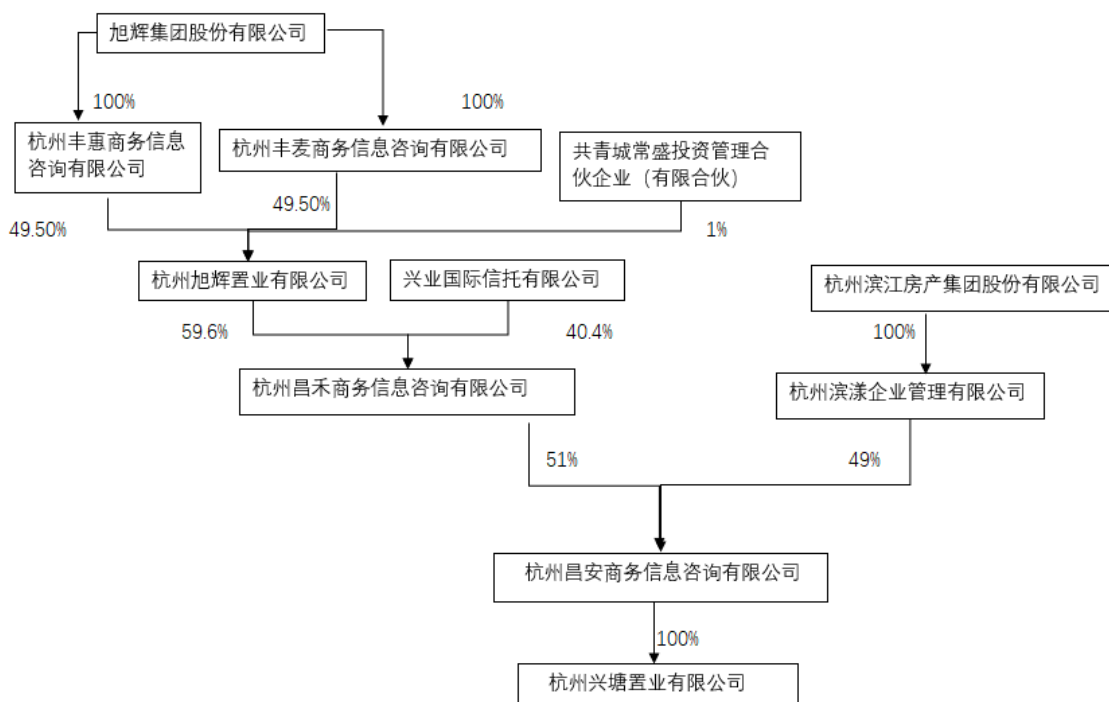 旭辉集团股份有限公司
100%
100%
杭州丰惠商务信息
咨询有限公司
杭州丰麦商务信息咨询有限公司
共青城常盛投资管理合
伙企业（有限合伙）
49.50%
49.50%
1%
杭州旭辉置业有限公司
兴业国际信托有限公司
杭州滨江房产集团股份有限公司
59.6%
40.4%
100%
杭州昌禾商务信息咨询有限公司
杭州滨漾企业管理有限公司
51%
49%
杭州昌安商务信息咨询有限公司
100%
杭州兴塘置业有限公司